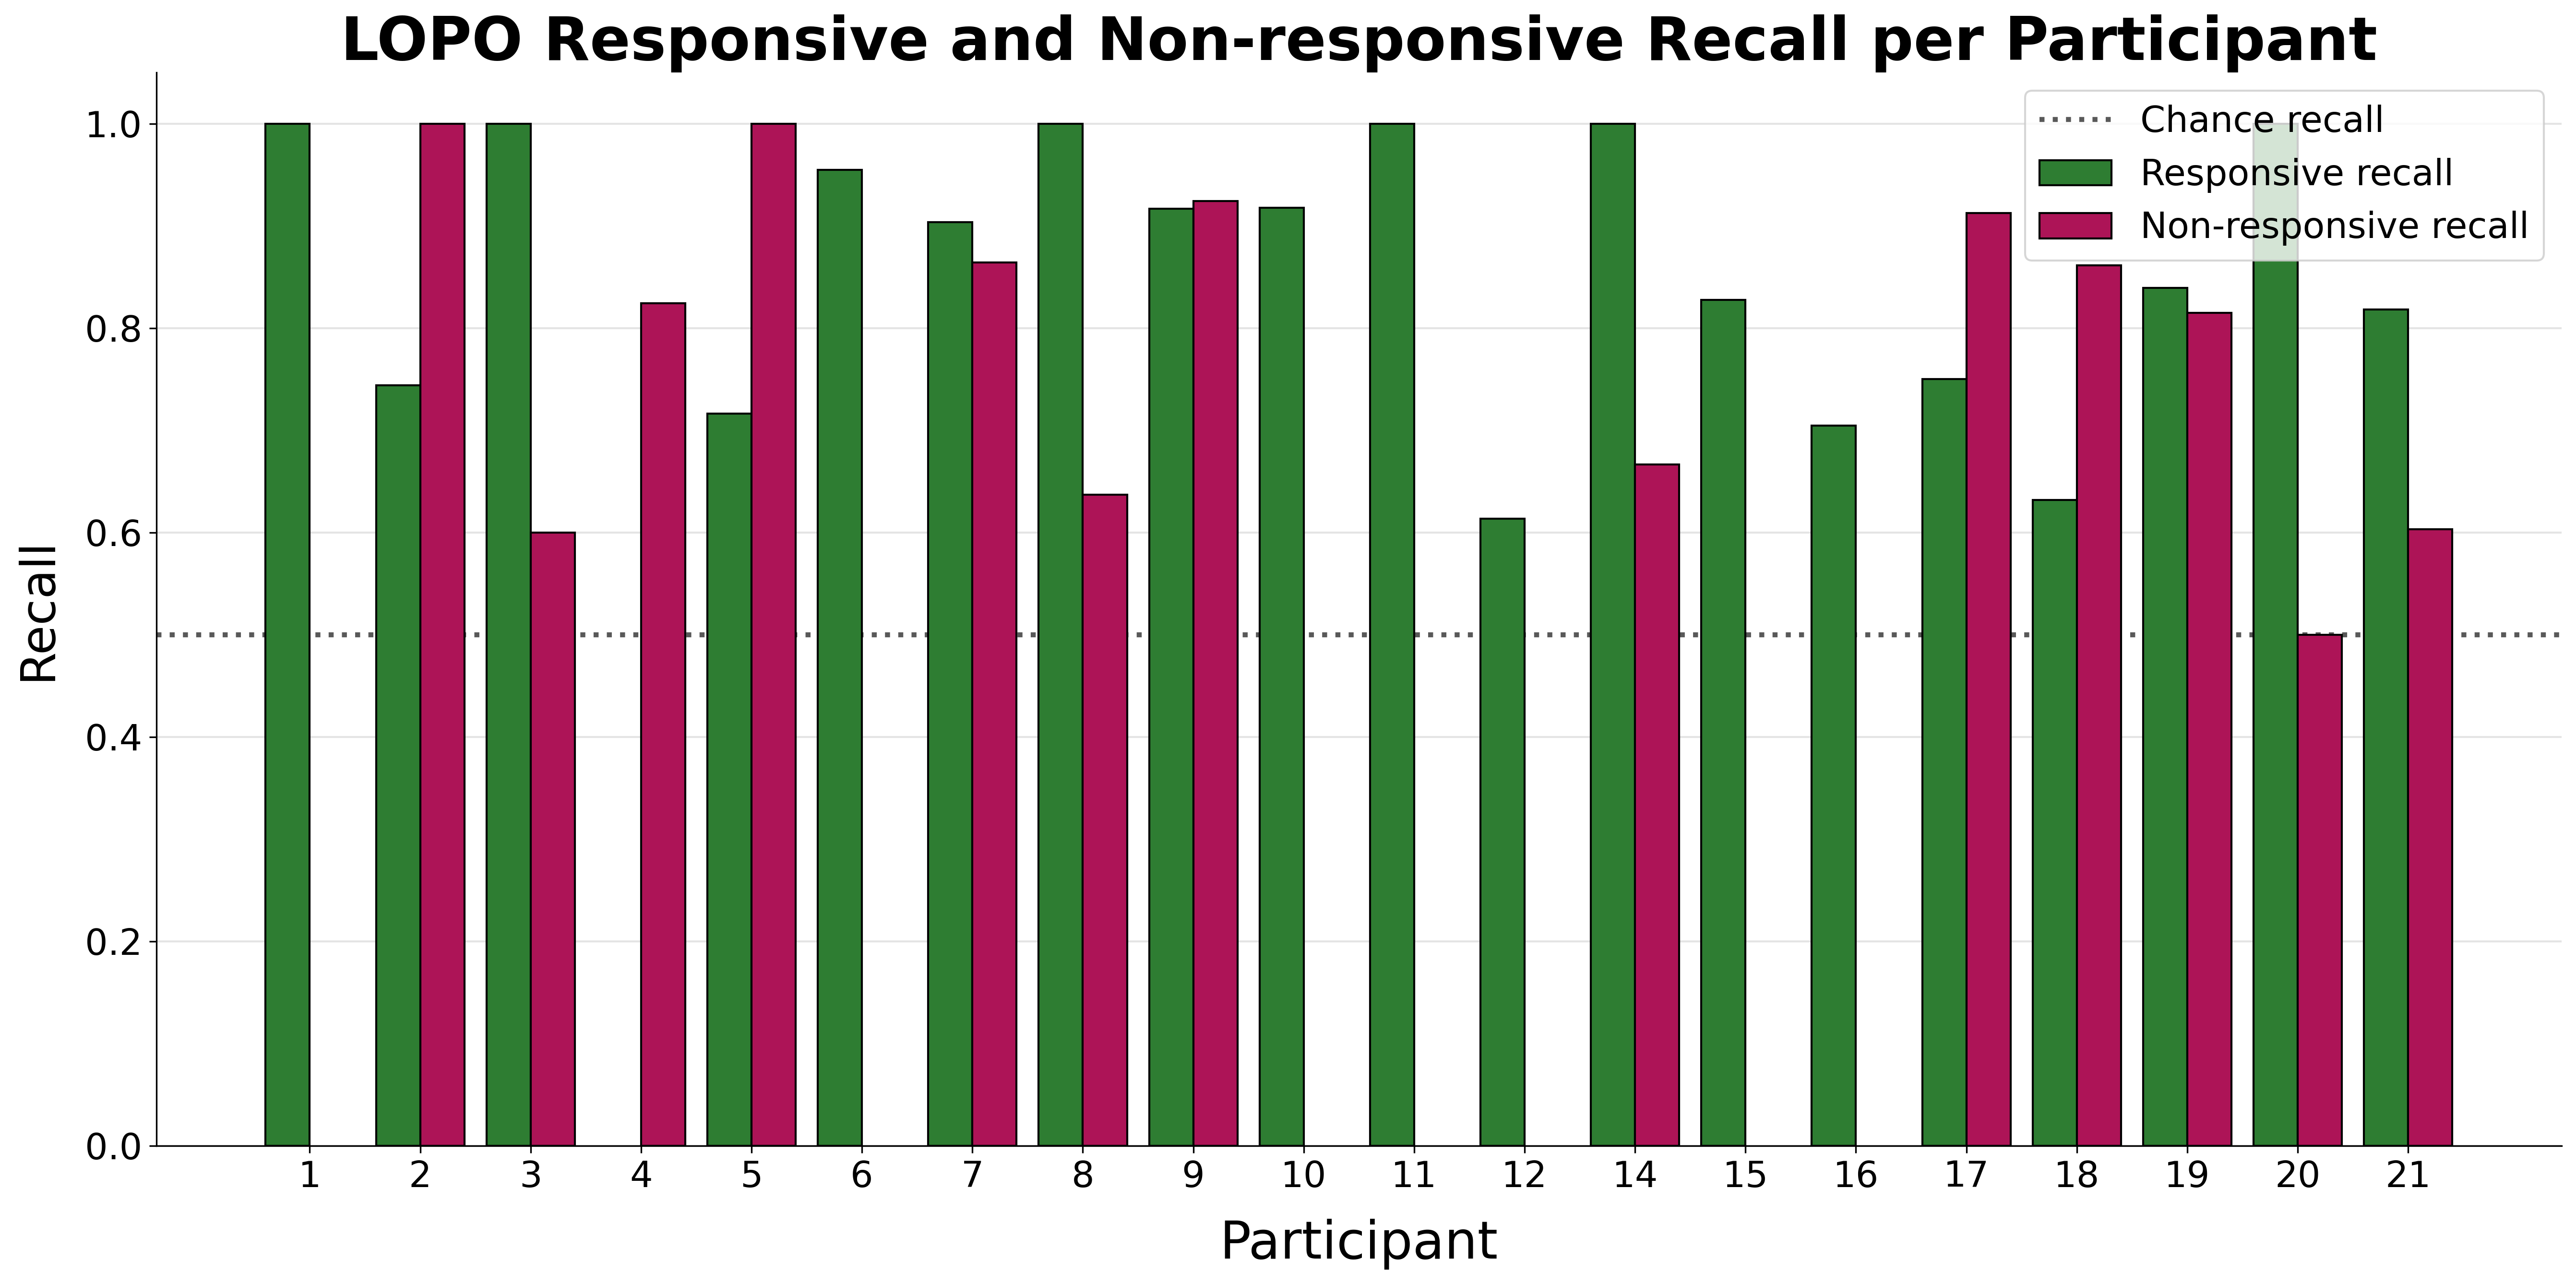 LOPO Responsive and Non-responsive Recall per Participant
Chance recall
Responsive recall
Non-responsive recall
1.0
0.8
0.6
0.4
0.2
0.0
Recall
1 2 3 4 5 6 7 8 9 10 11 12 14 15 16 17 18 19 20 21
Participant